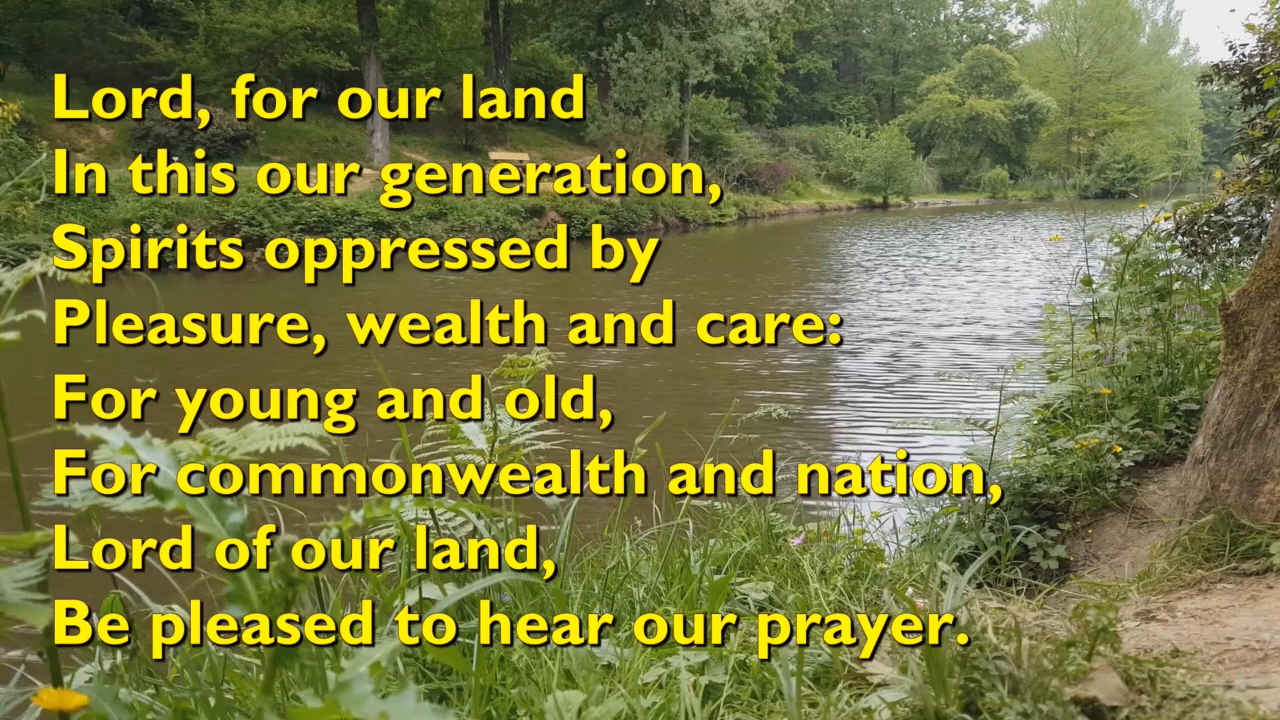 Lord, for our land
In this our generation,
Spirits oppressed by
Pleasure, wealth and care:
For young and old,
For commonwealth and nation,
Lord of our land,
Be pleased to hear our prayer.